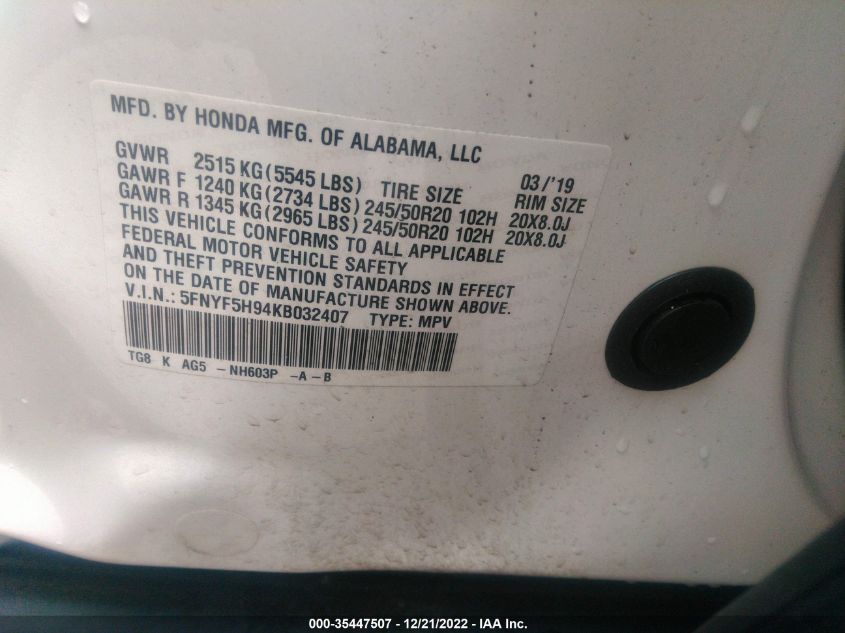 MFD. BY HONDA MFG. OF ALABAMA, LLC
GVWR 2515 KG (5545 LBS) TIRE SIZE 03/'19 RIM SIZE
GAWR F 1240 KG (2734 LBS) 245/50R20 102H 20X8.0J
GAWR R 1345 KG (2965 LBS) 245/50R20 102H 20X8.0J
THIS VEHICLE CONFORMS TO ALL APPLICABLE
FEDERAL MOTOR VEHICLE SAFETY
AND THEFT PREVENTION STANDARDS IN EFFECT
ON THE DATE OF MANUFACTURE SHOWN ABOVE.
V.I.N.: 5FNYF5H94KB032407 TYPE: MPV
TG8 K AG5 -NH603P -A-B
000-35447507 - 12/21/2022 - IAA Inc.